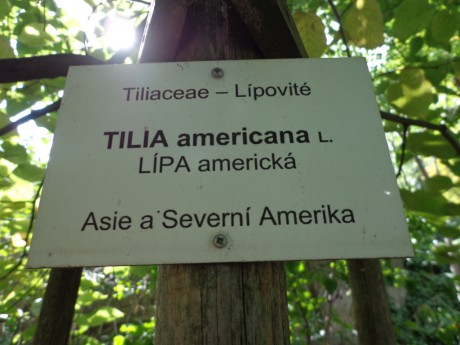 Tiliaceae – Lípovité
TILIA americana L.
LÍPA americká
Asie a Severní Amerika